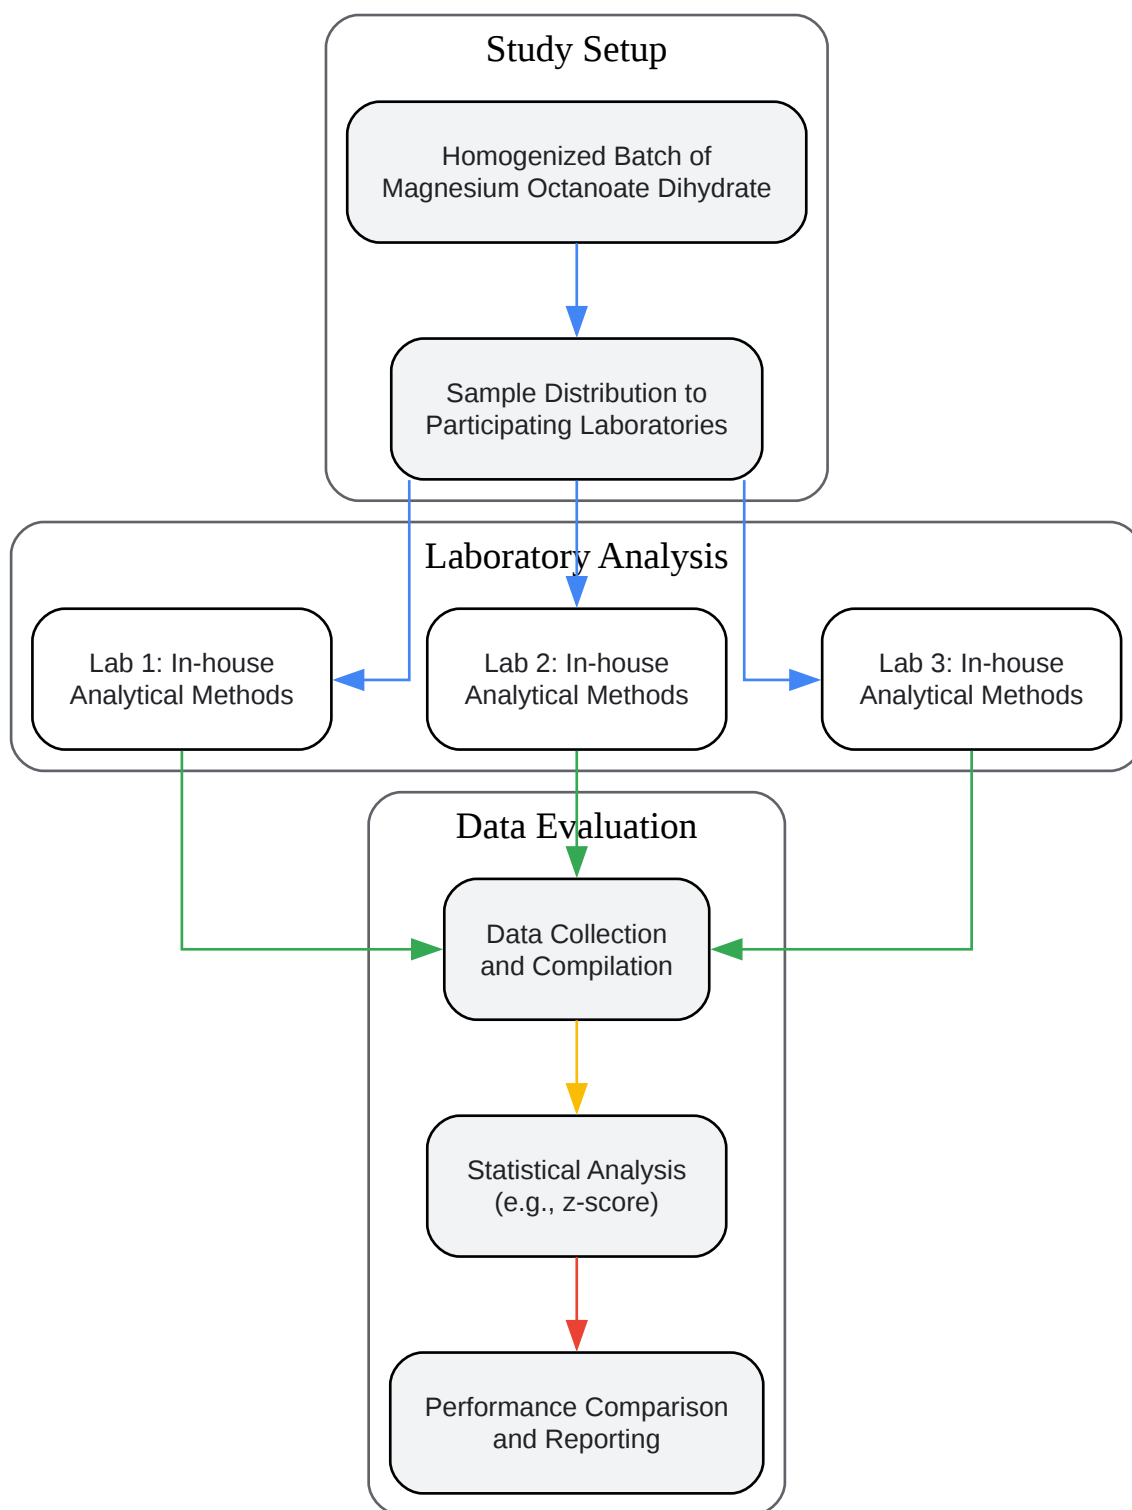 Study Setup
Homogenized Batch of
Magnesium Octanoate Dihydrate
Sample Distribution to
Participating Laboratories
Laboratory Analysis
Lab 1: In-house
Analytical Methods
Lab 2: In-house
Analytical Methods
Lab 3: In-house
Analytical Methods
Data Evaluation
Data Collection
and Compilation
Statistical Analysis
(e.g., z-score)
Performance Comparison
and Reporting